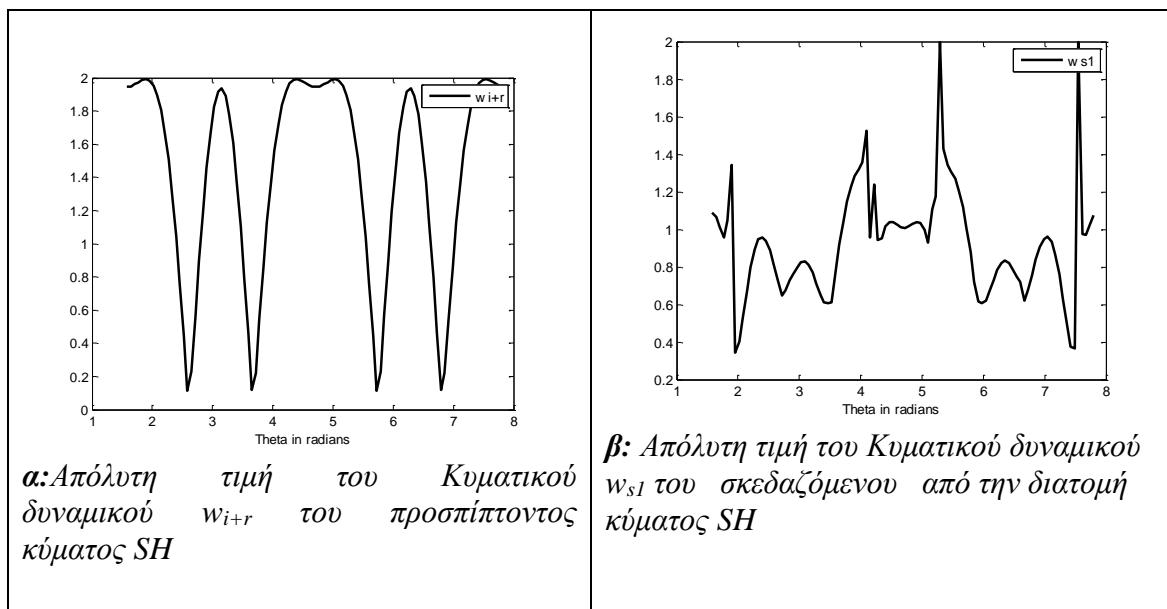 2
1.8
1.6
1.4
1.2
1
0.8
0.6
0.4
0.2
0
w i+r
1 2 3 4 5 6 7 8
Theta in radians
α:Απόλυτη τιμή του Κυματικού
δυναμικού wi+r του προσπίπτοντος
κύματος SH
2
1.8
1.6
1.4
1.2
1
0.8
0.6
0.4
0.2
w s1
1 2 3 4 5 6 7 8
Theta in radians
β: Απόλυτη τιμή του Κυματικού δυναμικού
ws1 του σκεδαζόμενου από την διατομή
κύματος SH